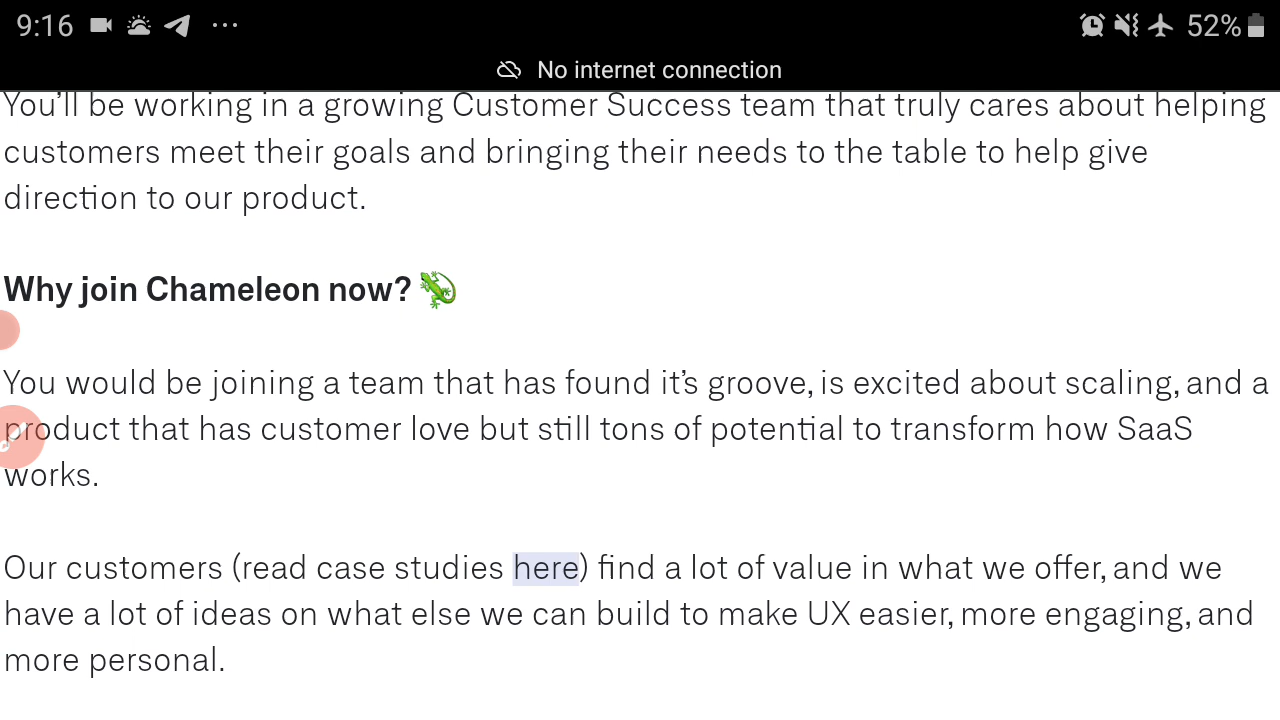 9:16 52%
No internet connection
You'll be working in a growing Customer Success team that truly cares about helping
customers meet their goals and bringing their needs to the table to help give
direction to our product.
Why join Chameleon now? 🦎
You would be joining a team that has found it's groove, is excited about scaling, and a
product that has customer love but still tons of potential to transform how SaaS
works.
Our customers (read case studies here) find a lot of value in what we offer, and we
have a lot of ideas on what else we can build to make UX easier, more engaging, and
more personal.